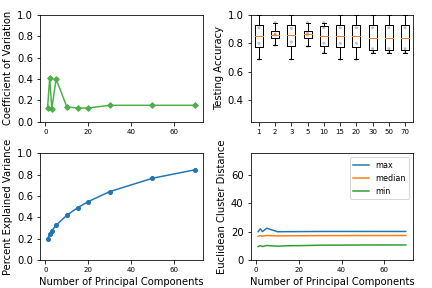 Coefficient of Variation
1.0
0.8
0.6
0.4
0.2
0.0
0 20 40 60
Testing Accuracy
1.0
0.8
0.6
0.4
1 2 3 5 10 15 20 30 50 70
Percent Explained Variance
1.0
0.8
0.6
0.4
0.2
0.0
0 20 40 60
Number of Principal Components
Euclidean Cluster Distance
60
40
20
0
max
median
min
0 20 40 60
Number of Principal Components